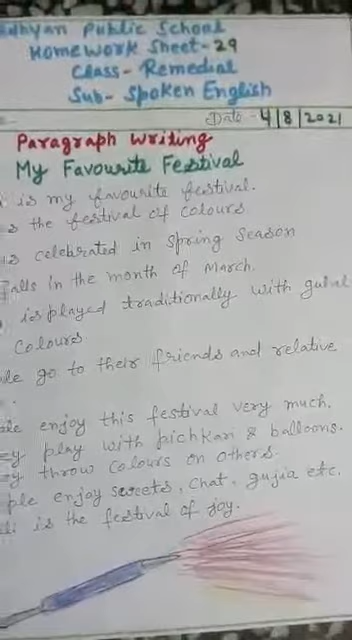 Public School
Homework Sheet-29
Class- Remedial
Sub- Spoken English
Date - 4/8/2021
Paragraph Writing
My Favourite Festival
is my favourite festival.
the festival of colours
celebrated in Spring Season
in the month of March.
is played traditionally with gulal
Colours
go to their friends and relative
enjoy this festival very much.
play with pichkari & balloons.
throw colours on others.
enjoy sweets, chat, gujia etc.
is the festival of joy.